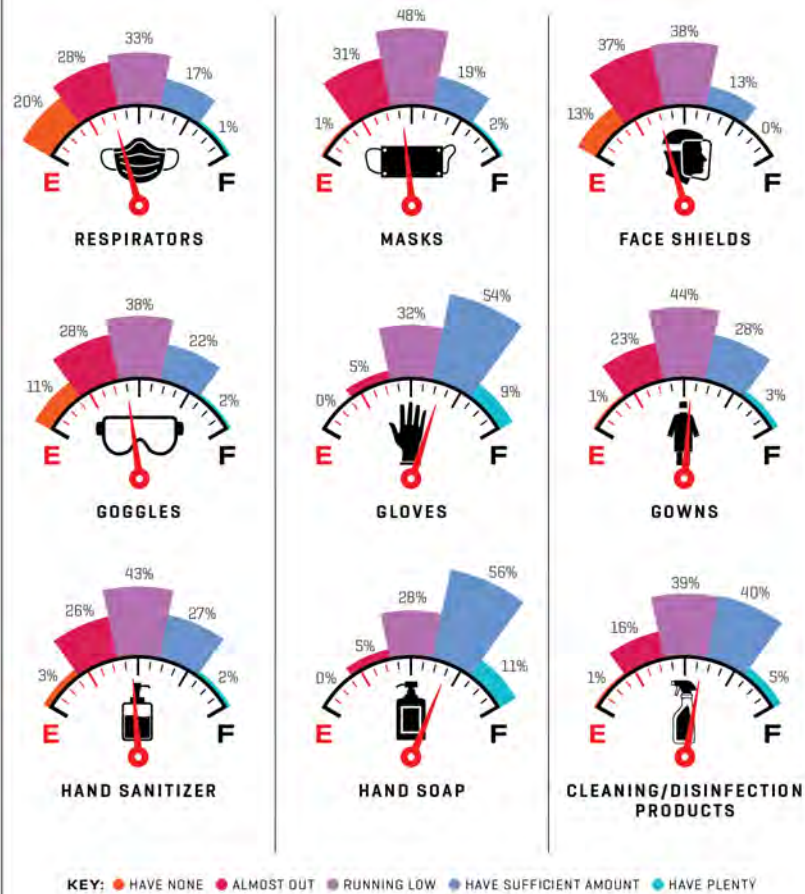 20%
28%
33%
17%
1%
E
F
RESPIRATORS
1%
31%
48%
19%
2%
E
F
MASKS
13%
37%
38%
13%
0%
E
F
FACE SHIELDS
11%
28%
38%
22%
2%
E
F
GOGGLES
0%
5%
32%
54%
9%
E
F
GLOVES
1%
23%
44%
28%
3%
E
F
GOWNS
3%
26%
43%
27%
2%
E
F
HAND SANITIZER
0%
5%
28%
56%
11%
E
F
HAND SOAP
1%
16%
39%
40%
5%
E
F
CLEANING/DISINFECTION
PRODUCTS
KEY: HAVE NONE ALMOST OUT RUNNING LOW HAVE SUFFICIENT AMOUNT HAVE PLENTY